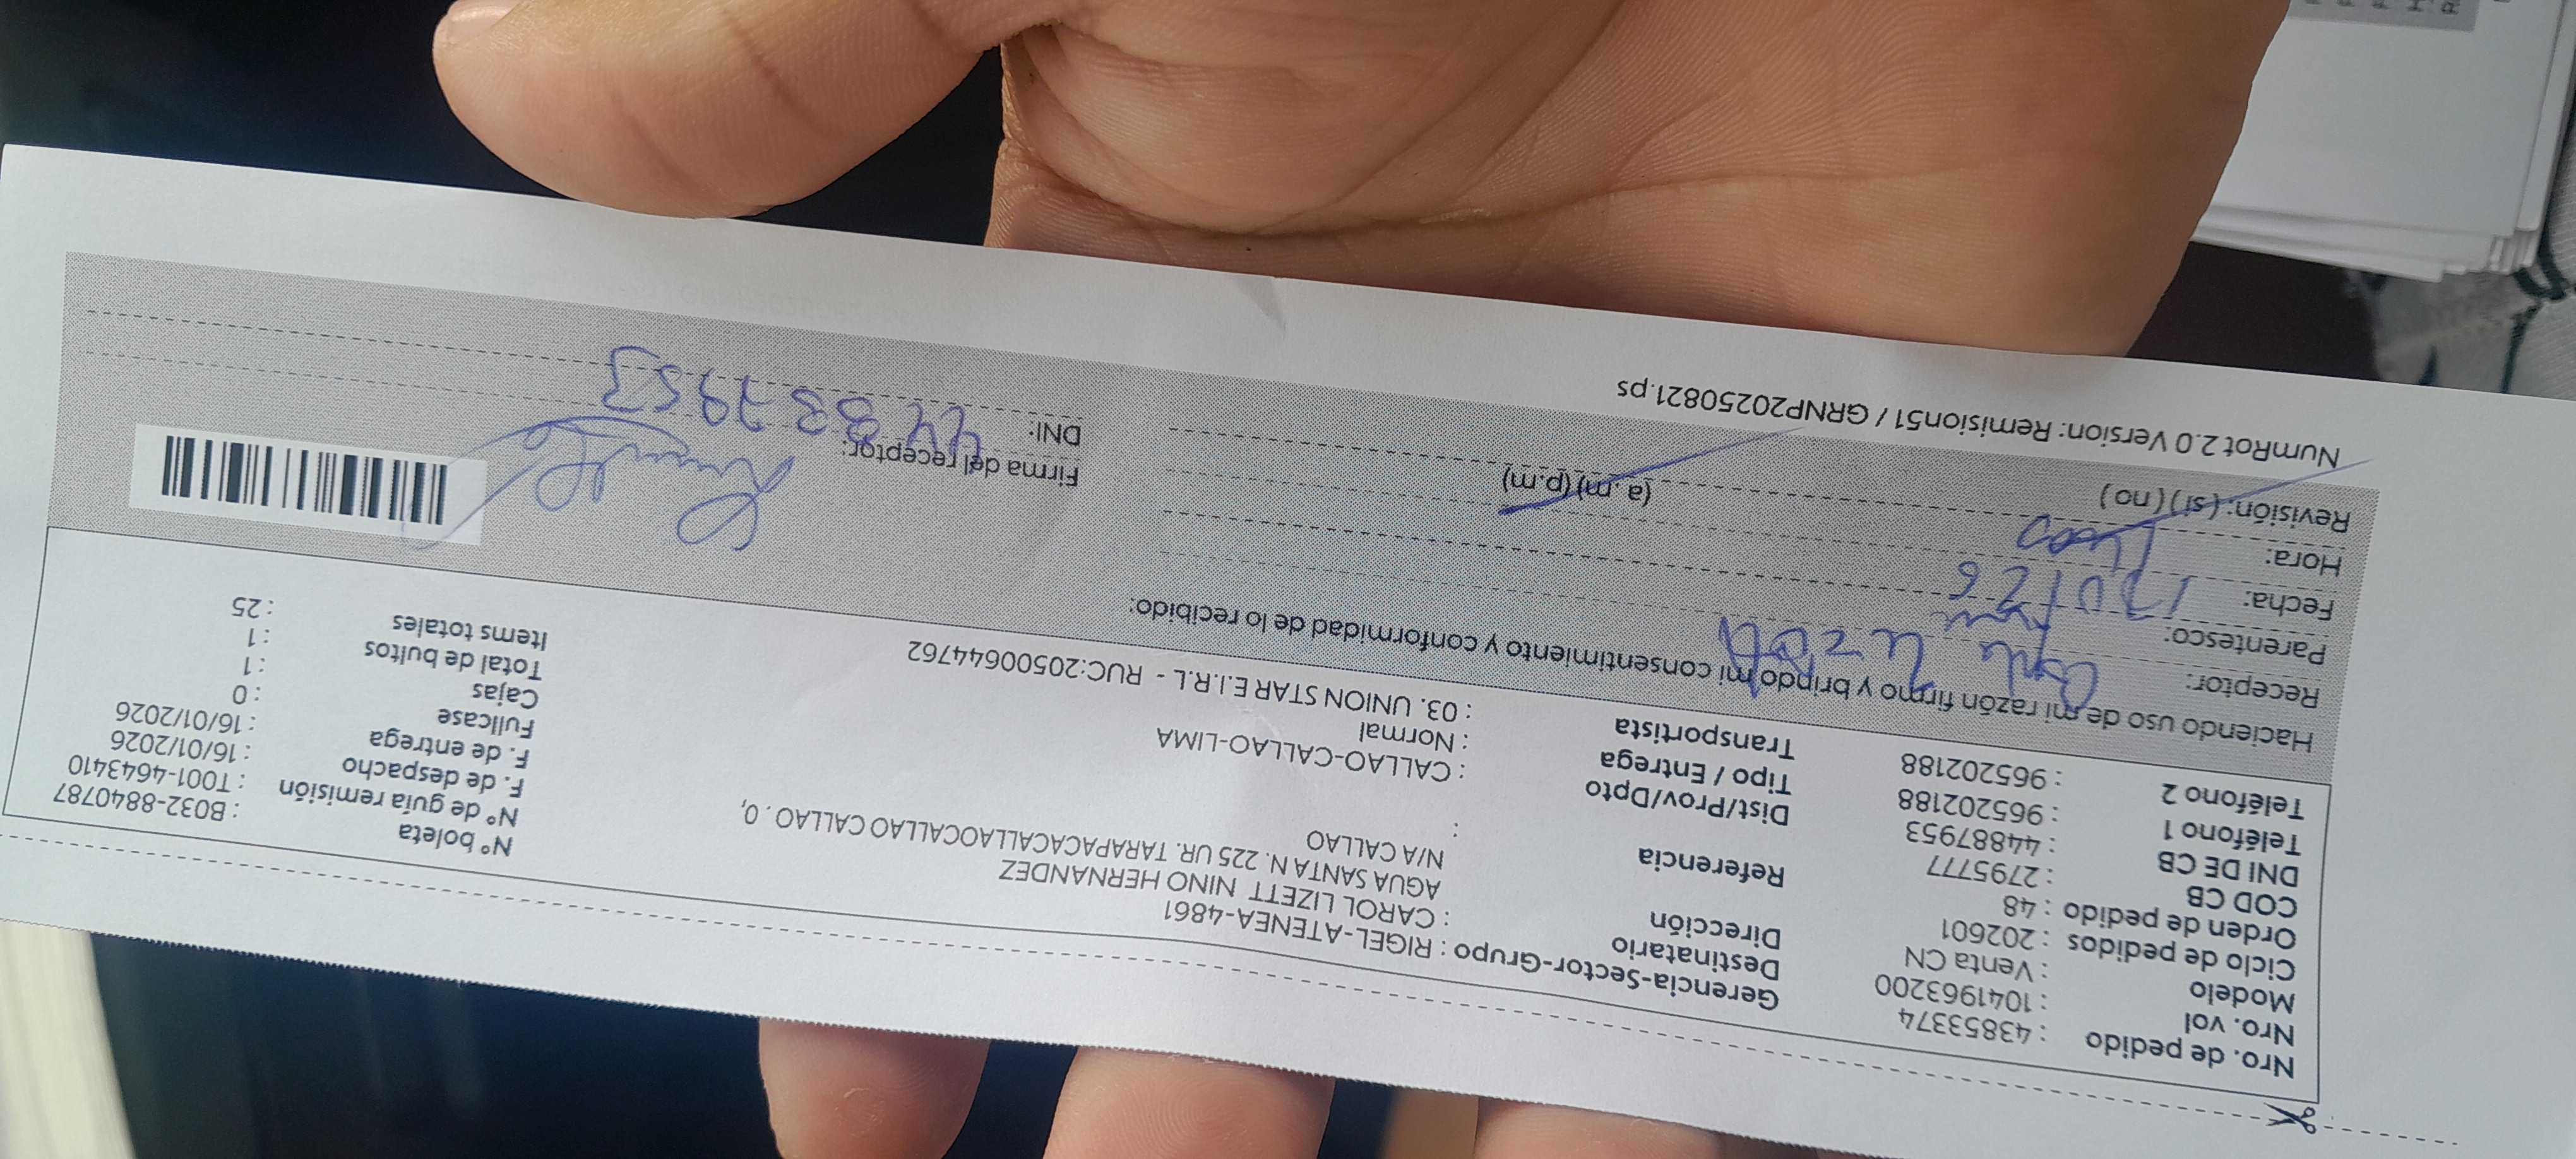 Nro. de pedido : 43853374
Nro. vol : 1041963200
Modelo : Venta CN
Ciclo de pedidos : 202601
Orden de pedido : 48
COD CB : 2795777
DNI DE CB : 44887953
Teléfono 1 : 965202188
Teléfono 2 : 965202188
Gerencia-Sector-Grupo : RIGEL-ATENEA-4861
Destinatario : CAROL LIZETT NINO HERNANDEZ
Dirección AGUA SANTA N. 225 UR. TARAPACACALLAOCALLAO CALLAO CALLAO . 0,
N/A CALLAO
Referencia :
Dist/Prov/Dpto : CALLAO-CALLAO-LIMA
Tipo / Entrega : Normal
Transportista : 03. UNION STAR E.I.R.L - RUC:20500644762
Nº boleta : B032-8840787
Nº de guía remisión : T001-4643410
F. de despacho : 16/01/2026
F. de entrega : 16/01/2026
Fullcase : 0
Cajas : 1
Total de bultos : 1
Items totales : 25
Haciendo uso de mi razón firmo y brindo mi consentimiento y conformidad de lo recibido:
Receptor:
Parentesco:
Fecha:
Hora: (a.m) (p.m)
Revisión: (si) (no)
Firma del receptor:
DNI:
NumRot 2.0 Version: Remision51 / GRNP20250821.ps